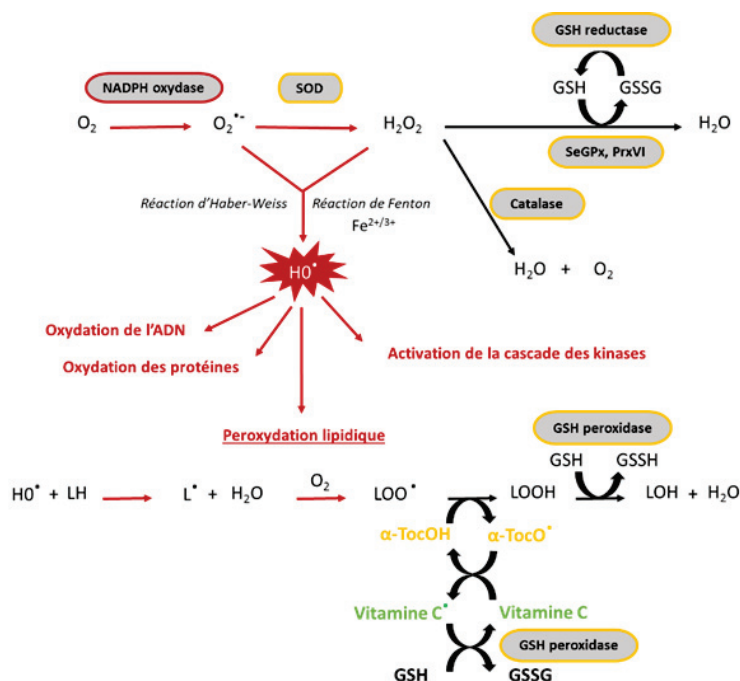 GSH reductase
NADPH oxydase
SOD
GSH
GSSG
O₂
O₂•-
H₂O₂
H₂O
SeGPx, PrxVI
Réaction d'Haber-Weiss
Réaction de Fenton
Fe²⁺/³⁺
Catalase
H0•
H₂O + O₂
Oxydation de l'ADN
Oxydation des protéines
Activation de la cascade des kinases
Peroxydation lipidique
GSH peroxidase
GSH
GSSH
H0• + LH
L• + H₂O
O₂
LOO•
LOOH
LOH + H₂O
α-TocOH
α-TocO•
Vitamine C•
Vitamine C
GSH peroxidase
GSH
GSSG